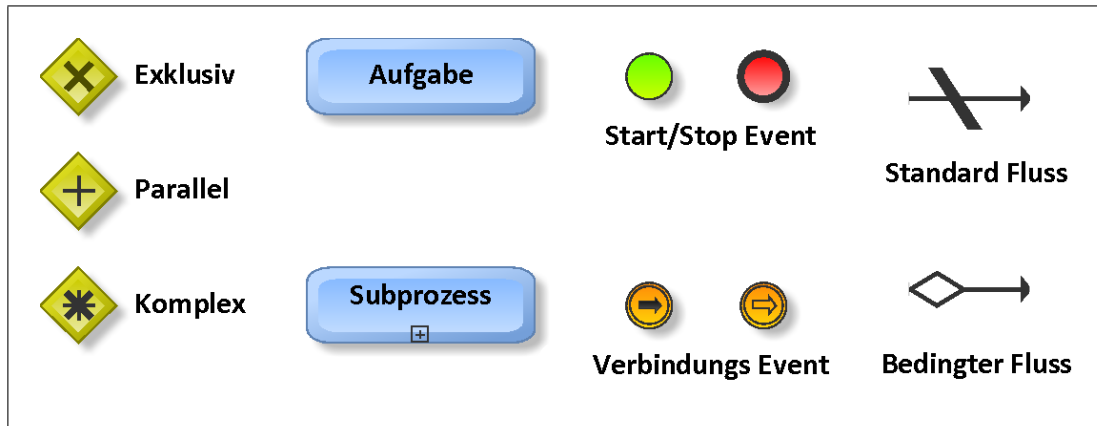 Exklusiv
Aufgabe
Start/Stop Event
Standard Fluss
Parallel
Komplex
Subprozess
Verbindungs Event
Bedingter Fluss